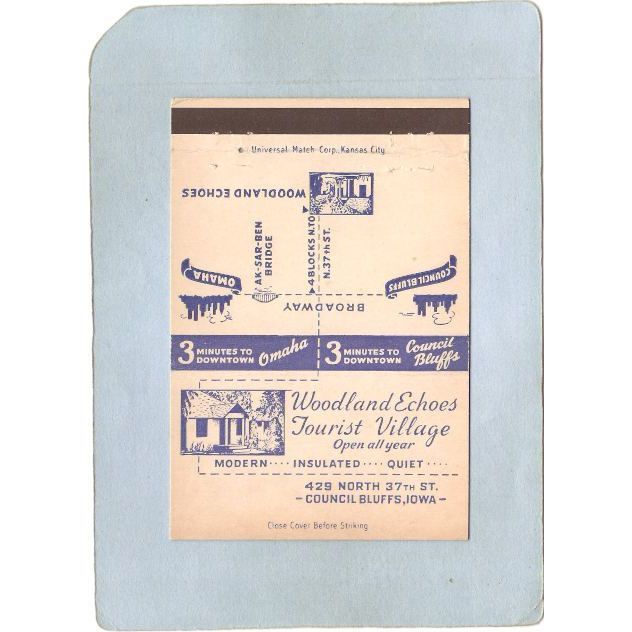 Universal Match Corp., Kansas City
WOODLAND ECHOES
AK-SAR-BEN
BRIDGE
4 BLOCKS N. TO
N. 37th ST.
OMAHA
COUNCIL BLUFFS
BROADWAY
3 MINUTES TO DOWNTOWN Omaha
3 MINUTES TO DOWNTOWN Council Bluffs
Woodland Echoes
Tourist Village
Open all year
MODERN···· INSULATED···· QUIET····
429 NORTH 37TH ST.
- COUNCIL BLUFFS, IOWA -
Close Cover Before Striking